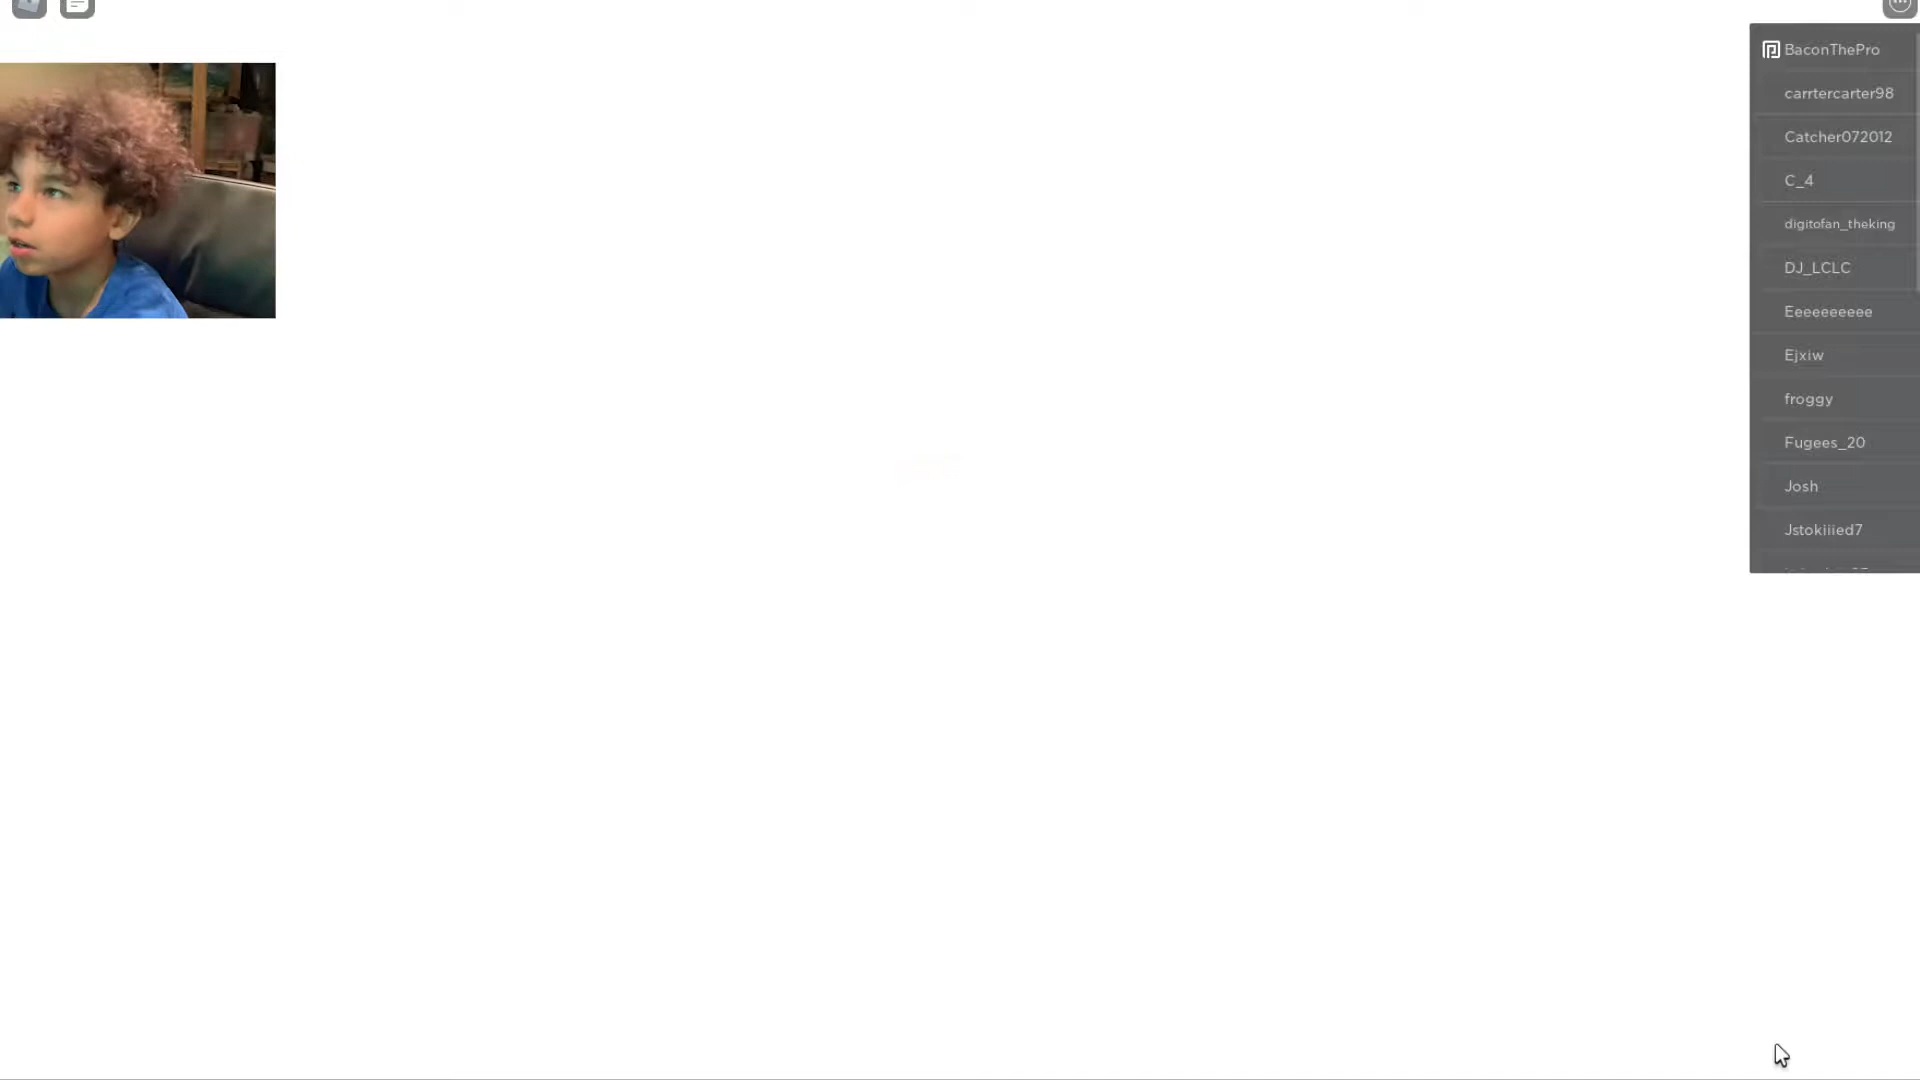 BaconThePro
carrtercarter98
Catcher072012
C_4
digitofan_theking
DJ_LCLC
Eeeeeeeeee
Ejxiw
froggy
Fugees_20
Josh
Jstokiiied7